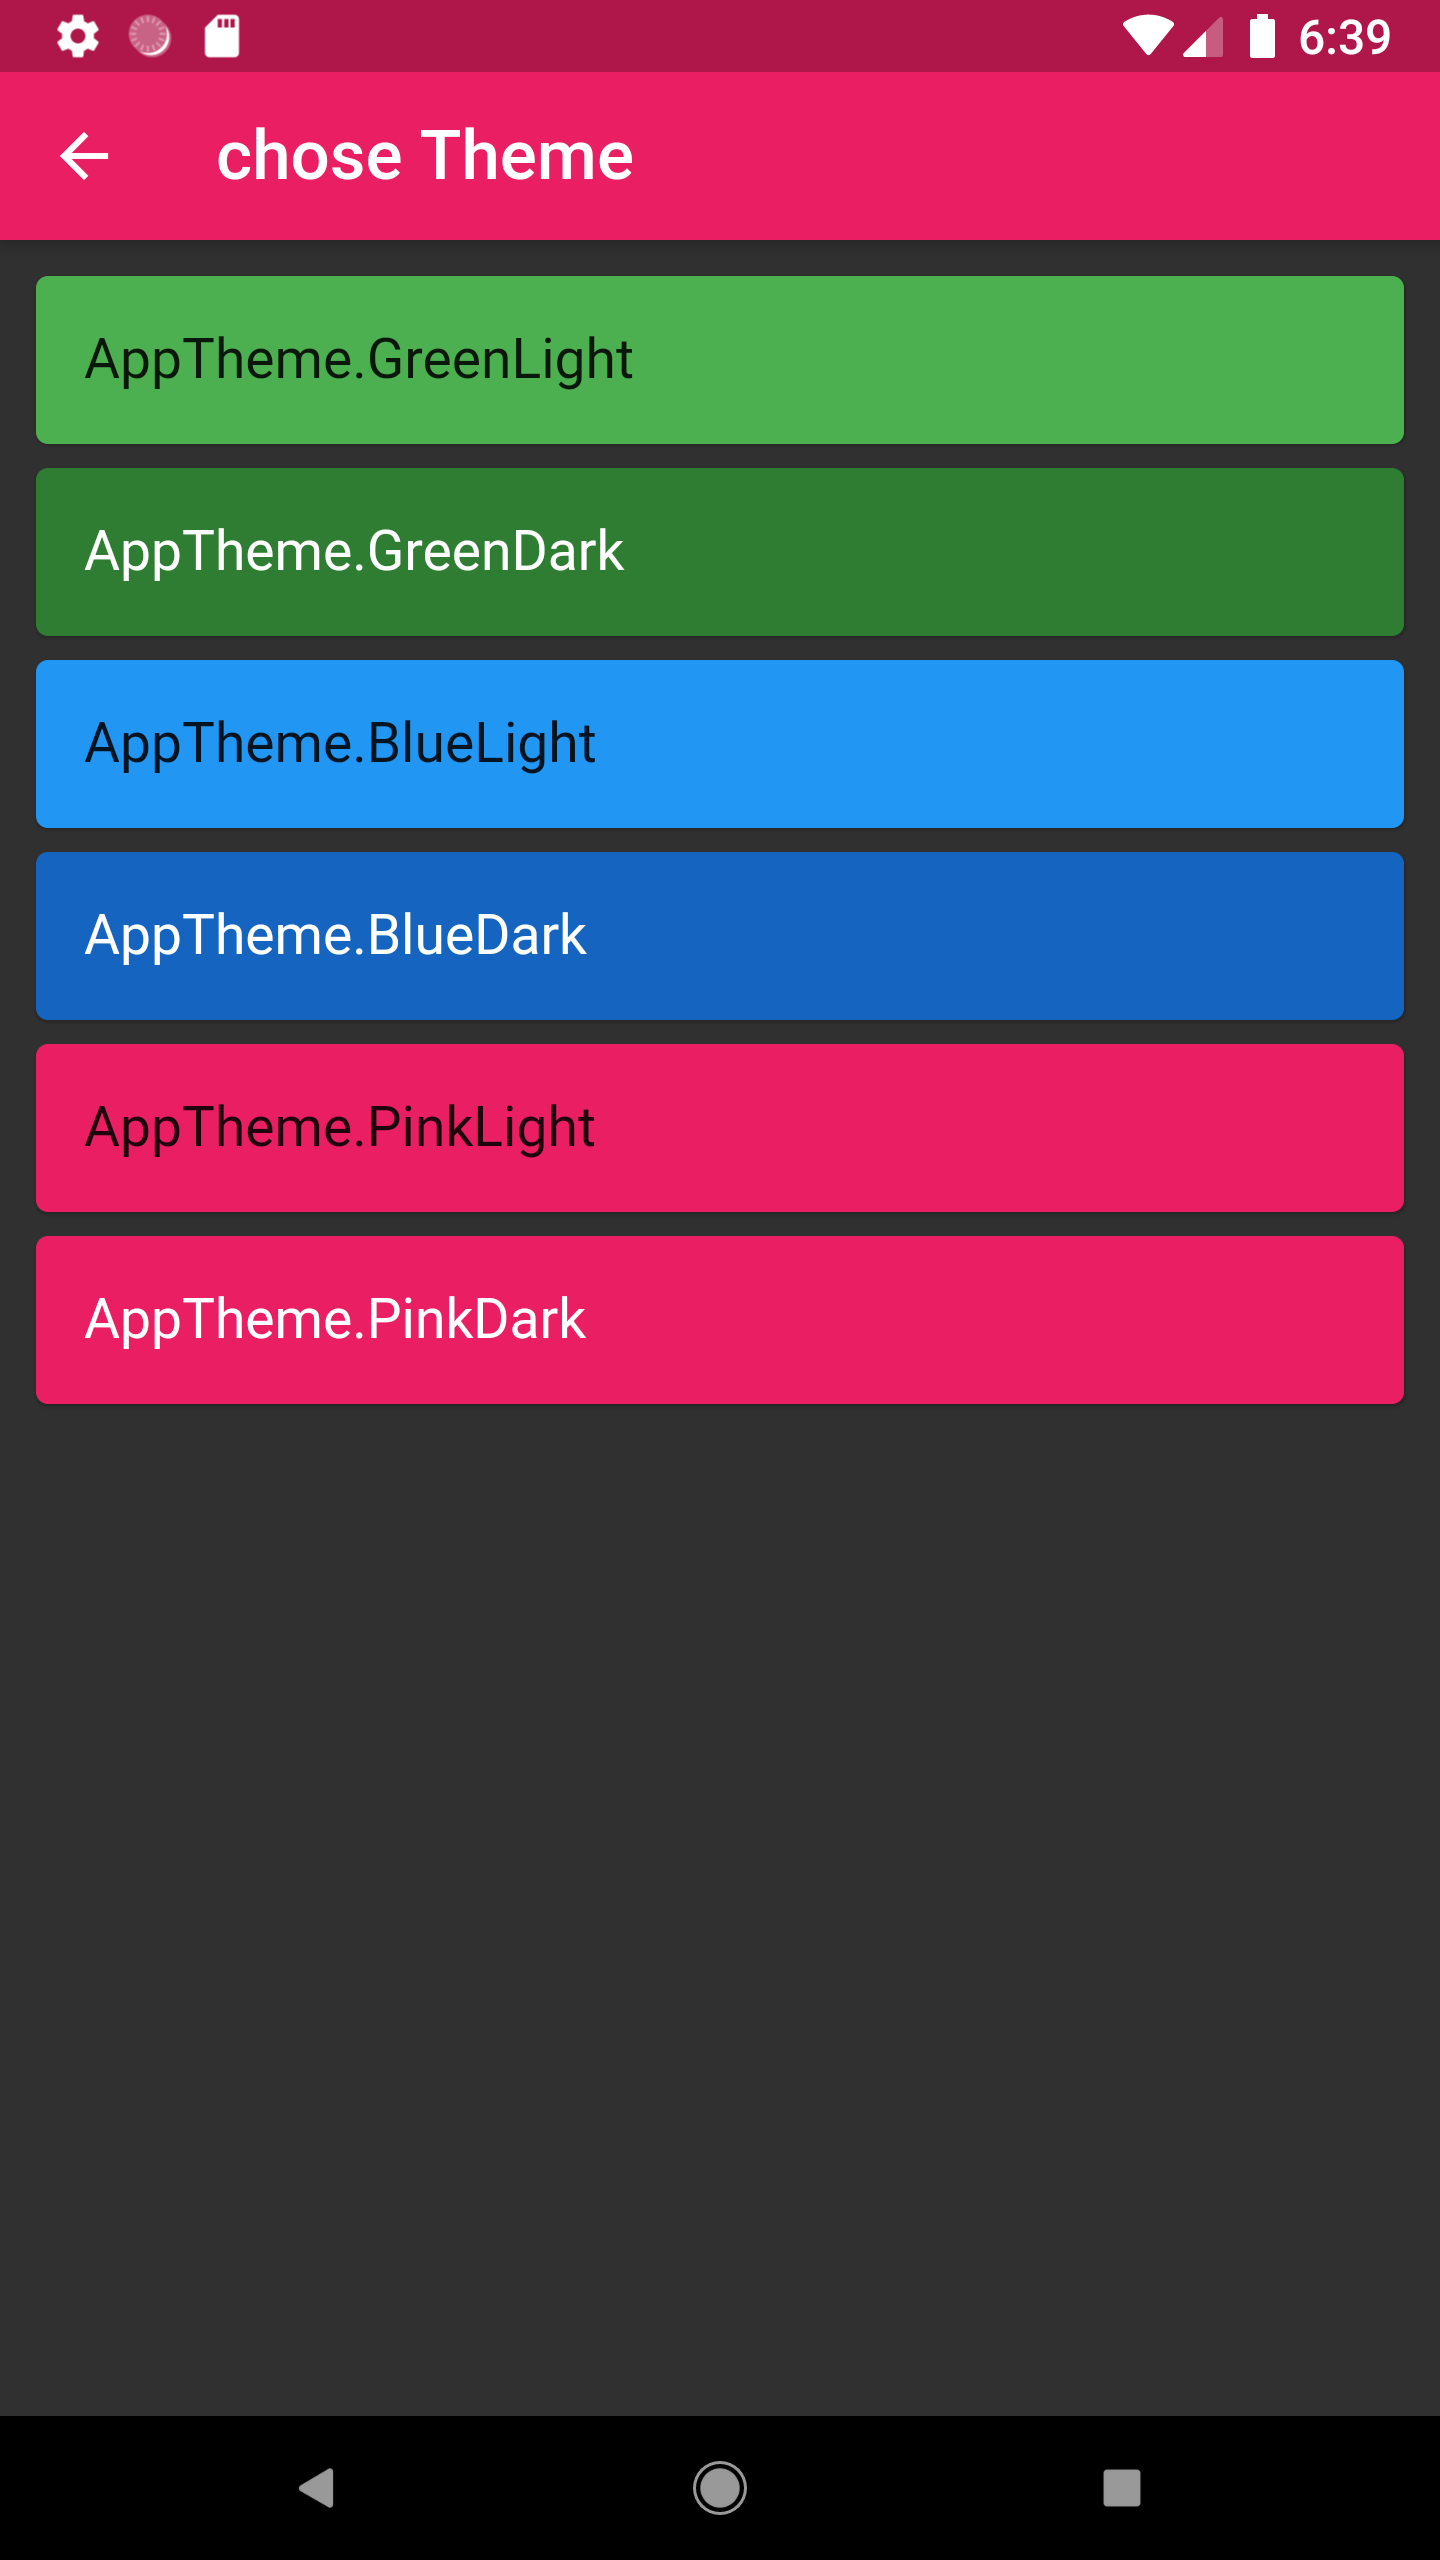 6:39
chose Theme
AppTheme.GreenLight
AppTheme.GreenDark
AppTheme.BlueLight
AppTheme.BlueDark
AppTheme.PinkLight
AppTheme.PinkDark